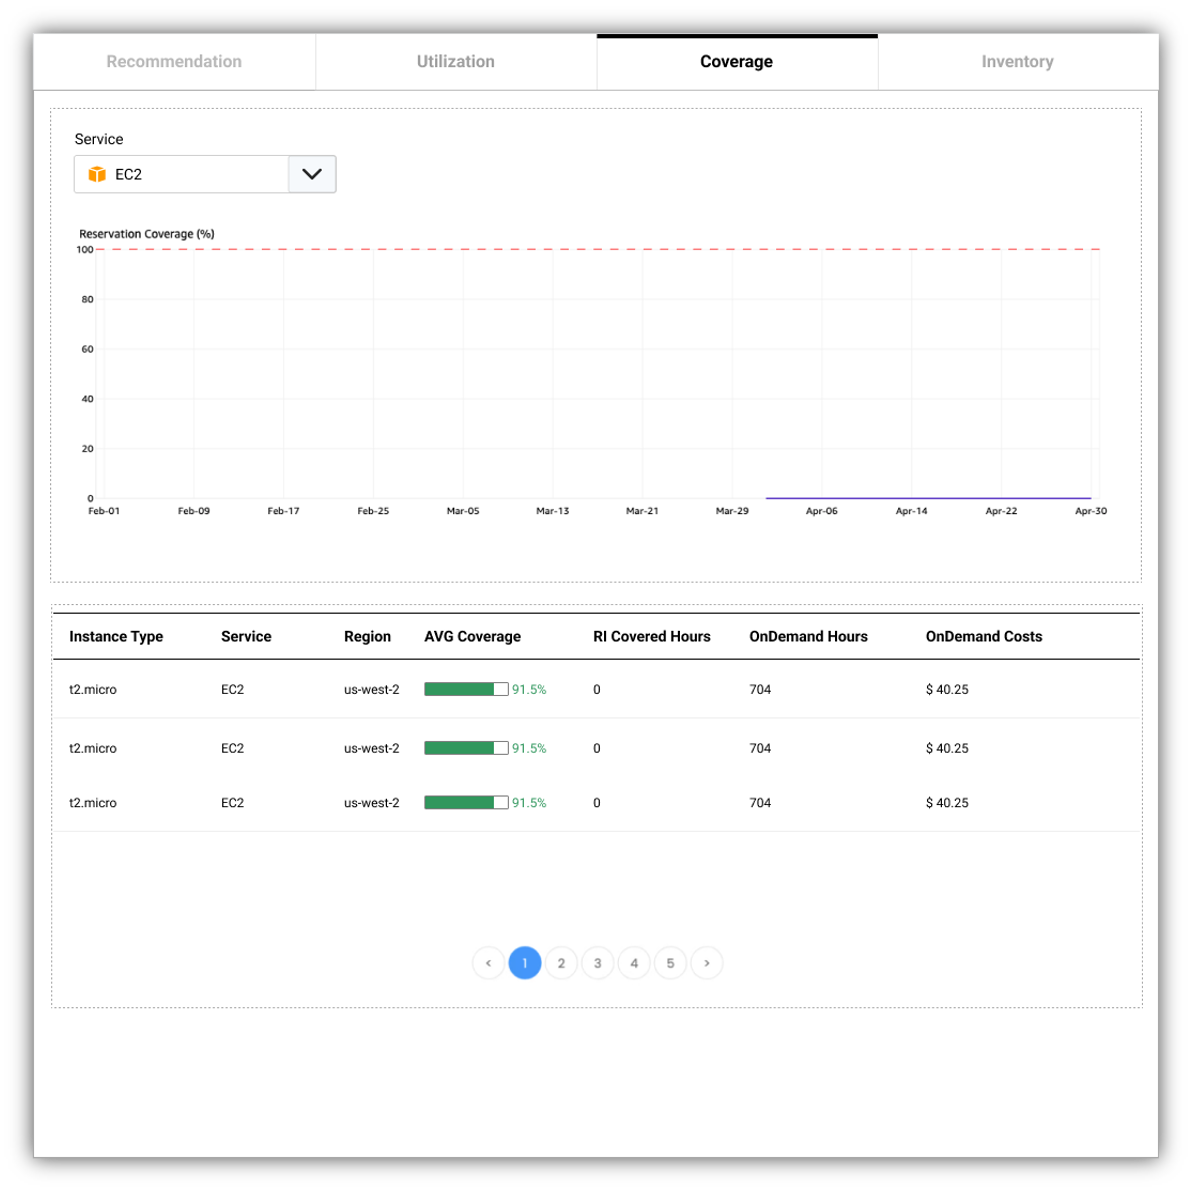 Recommendation Utilization Coverage Inventory
Service
EC2
Reservation Coverage (%)
100
80
60
40
20
0
Feb-01 Feb-09 Feb-17 Feb-25 Mar-05 Mar-13 Mar-21 Mar-29 Apr-06 Apr-14 Apr-22 Apr-30
Instance Type Service Region AVG Coverage RI Covered Hours OnDemand Hours OnDemand Costs
t2.micro EC2 us-west-2 91.5% 0 704 $ 40.25
t2.micro EC2 us-west-2 91.5% 0 704 $ 40.25
t2.micro EC2 us-west-2 91.5% 0 704 $ 40.25
< 1 2 3 4 5 >